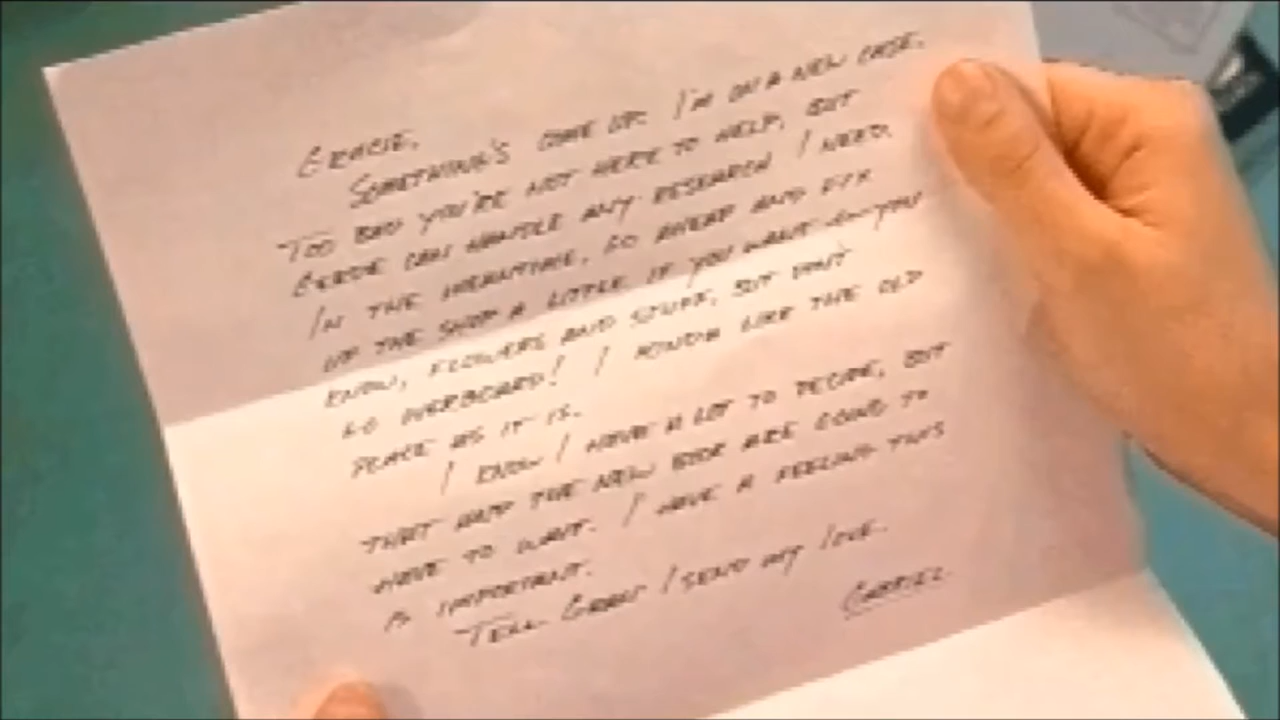 GRACIE,
SOMETHING'S COME UP. I'M ON A NEW CASE.
TOO BAD YOU'RE NOT HERE TO HELP, BUT
GERDE CAN HANDLE ANY RESEARCH I NEED.
IN THE MEANTIME, GO AHEAD AND FIX
UP THE SHOP A LITTLE IF YOU WANT - YOU
KNOW, FLOWERS AND STUFF, BUT DON'T
GO OVERBOARD! I KINDA LIKE THE OLD
PLACE AS IT IS.
I KNOW I HAVE A LOT TO DECIDE, BUT
THAT AND THE NEW BOOK ARE GOING TO
HAVE TO WAIT. I HAVE A FEELING THIS
IS IMPORTANT.
TELL GRAN I SEND MY LOVE.
GABRIEL